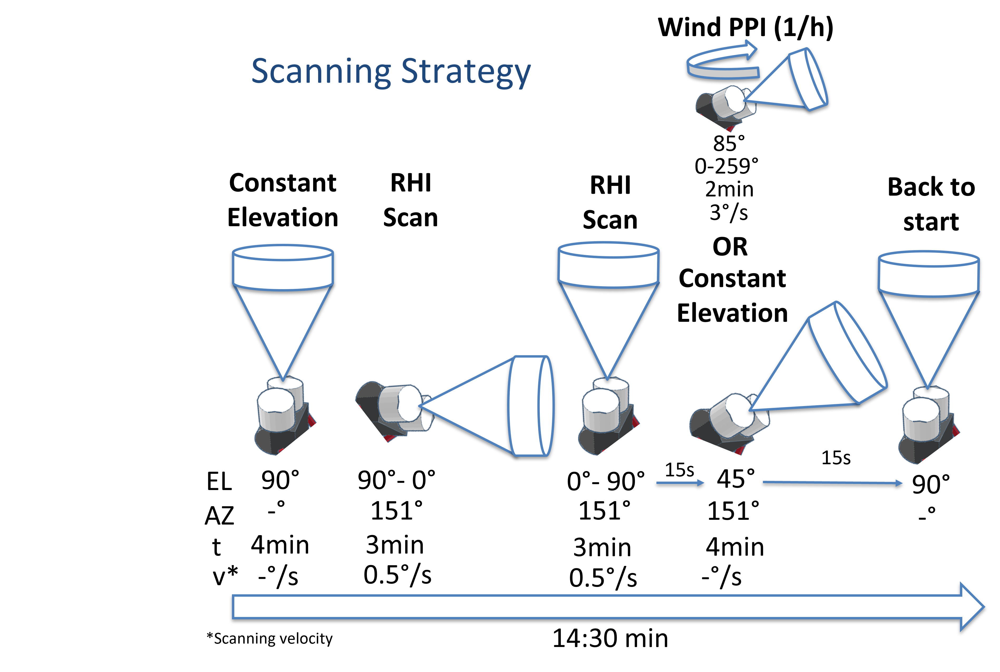 Scanning Strategy
Wind PPI (1/h)
85°
0-259°
2min
3°/s
OR
Constant
Elevation
RHI
Scan
RHI
Scan
Constant
Elevation
Back to
start
EL 90° 90°- 0° 0°- 90° 15s 45° 15s 90°
AZ -° 151° 151° 151° -°
t 4min 3min 3min 4min
v* -°/s 0.5°/s 0.5°/s -°/s
14:30 min
*Scanning velocity